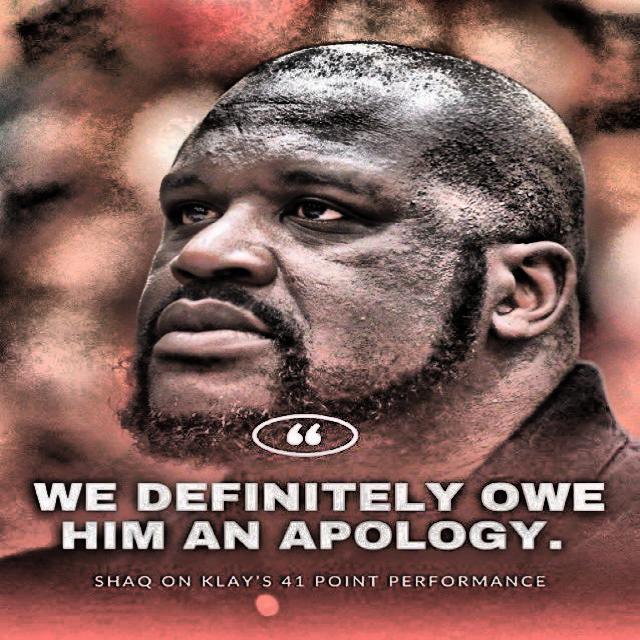 ❝
WE DEFINITELY OWE
HIM AN APOLOGY.
SHAQ ON KLAY'S 41 POINT PERFORMANCE